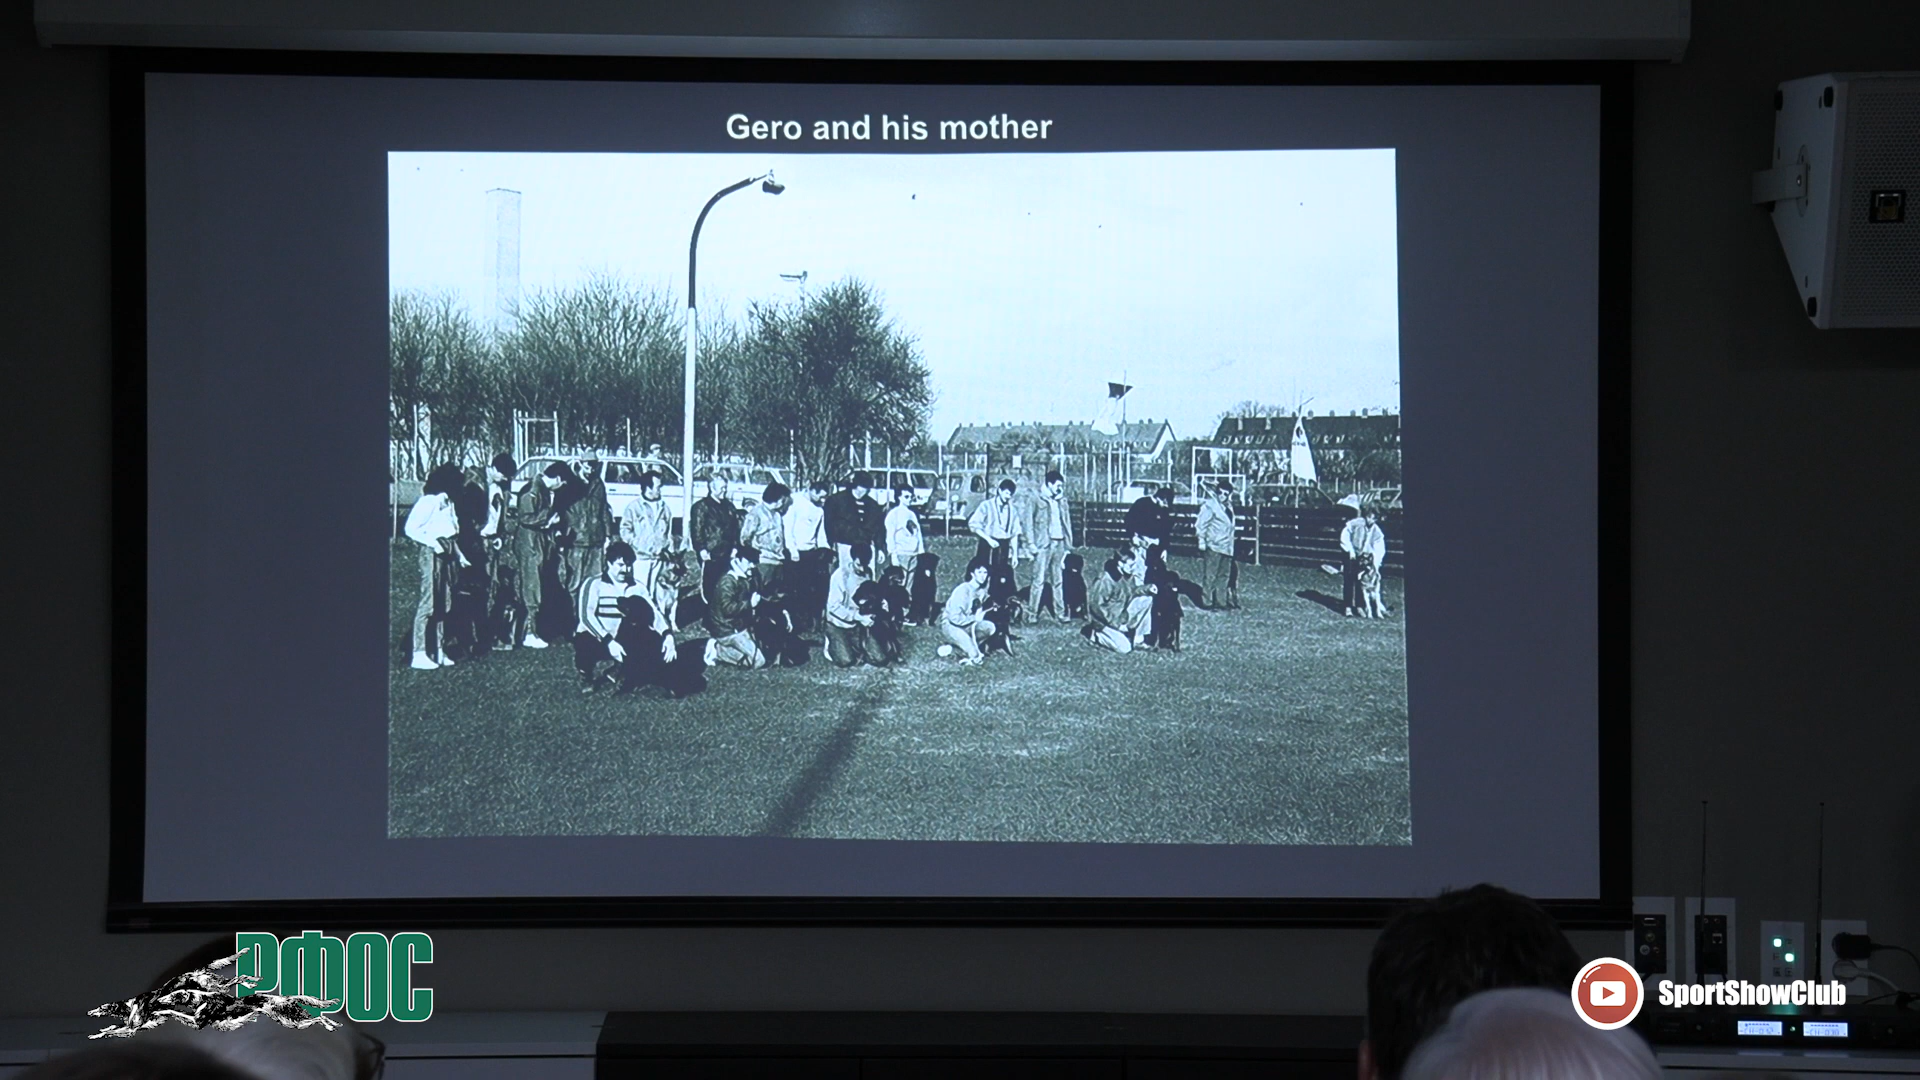 Gero and his mother
РФОС
SportShowClub